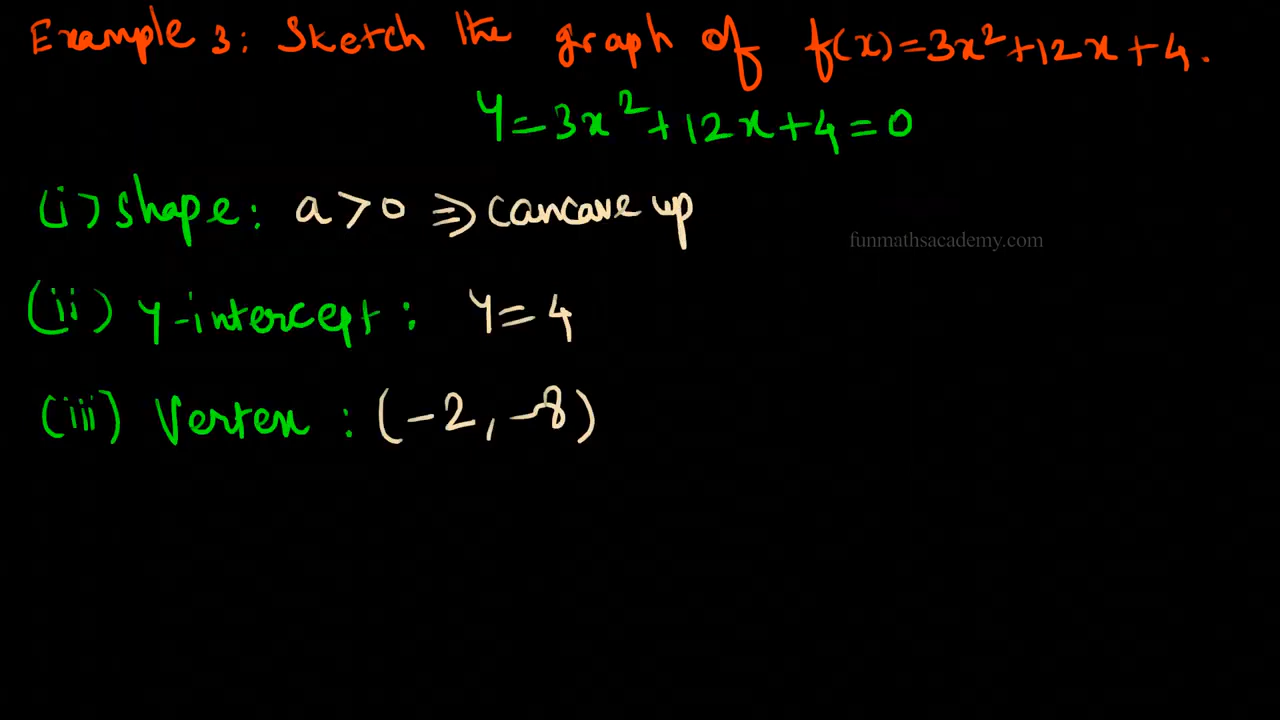 Example 3: Sketch the graph of f(x)=3x²+12x+4.
Y=3x²+12x+4=0
(i) shape: a>0 ⇒ cancave up
funmathsacademy.com
(ii) Y-intercept: Y=4
(iii) Vertex: (-2, -8)